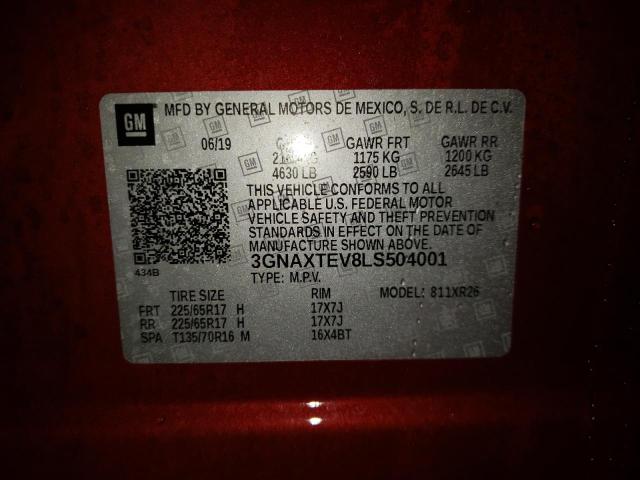 GM MFD BY GENERAL MOTORS DE MEXICO, S. DE R.L. DE C.V.
06/19 GAWR FRT GAWR RR
1175 KG 1200 KG
4630 LB 2590 LB 2645 LB
THIS VEHICLE CONFORMS TO ALL
APPLICABLE U.S. FEDERAL MOTOR
VEHICLE SAFETY AND THEFT PREVENTION
STANDARDS IN EFFECT ON THE DATE OF
MANUFACTURE SHOWN ABOVE.
434B
3GNAXTEV8LS504001
TYPE: M.P.V.
TIRE SIZE RIM MODEL: 811XR26
FRT 225/65R17 H 17X7J
RR 225/65R17 H 17X7J
SPA T135/70R16 M 16X4BT